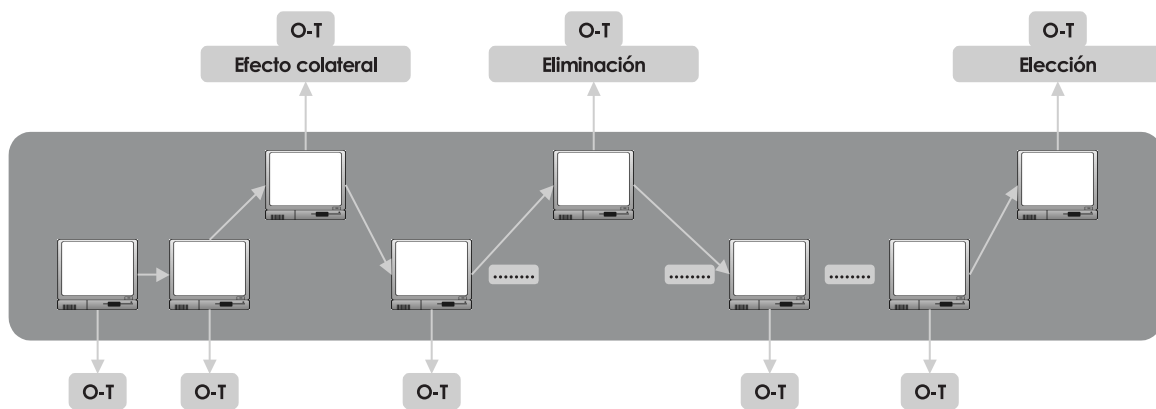 O-T O-T O-T
Efecto colateral Eliminación Elección
........ ........ ........
O-T O-T O-T O-T O-T